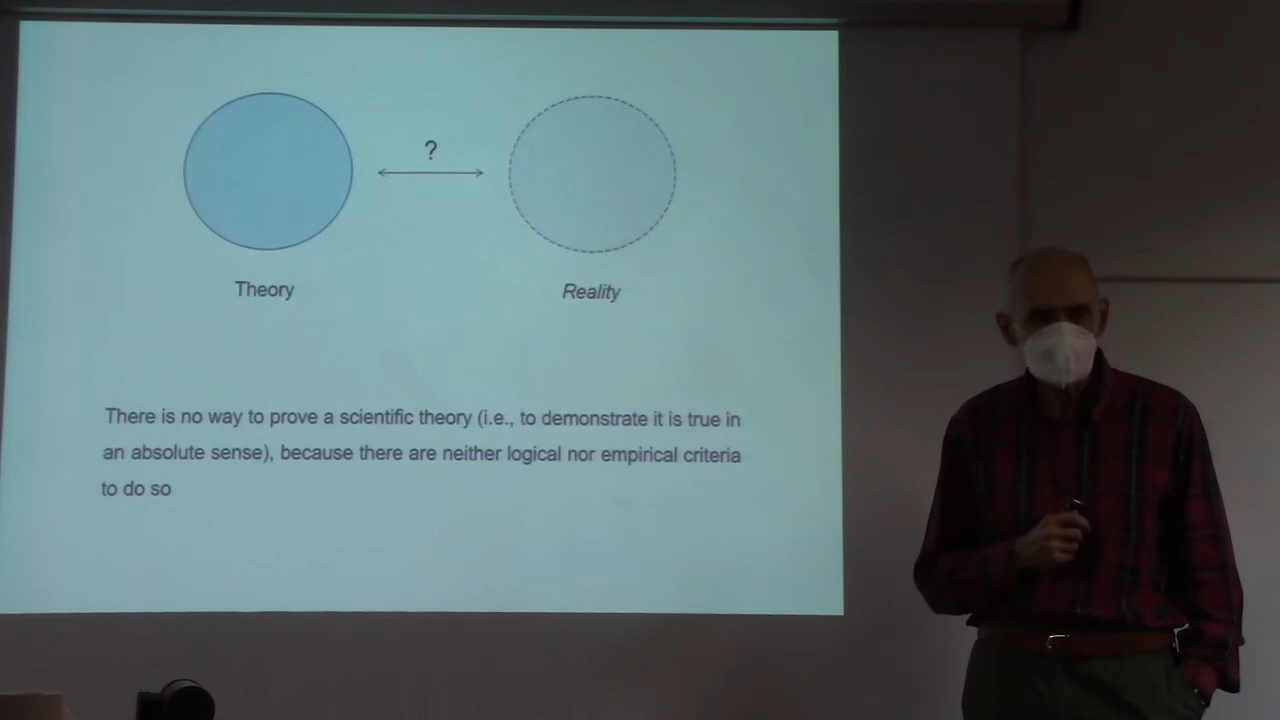 ?
Theory
Reality
There is no way to prove a scientific theory (i.e., to demonstrate it is true in
an absolute sense), because there are neither logical nor empirical criteria
to do so